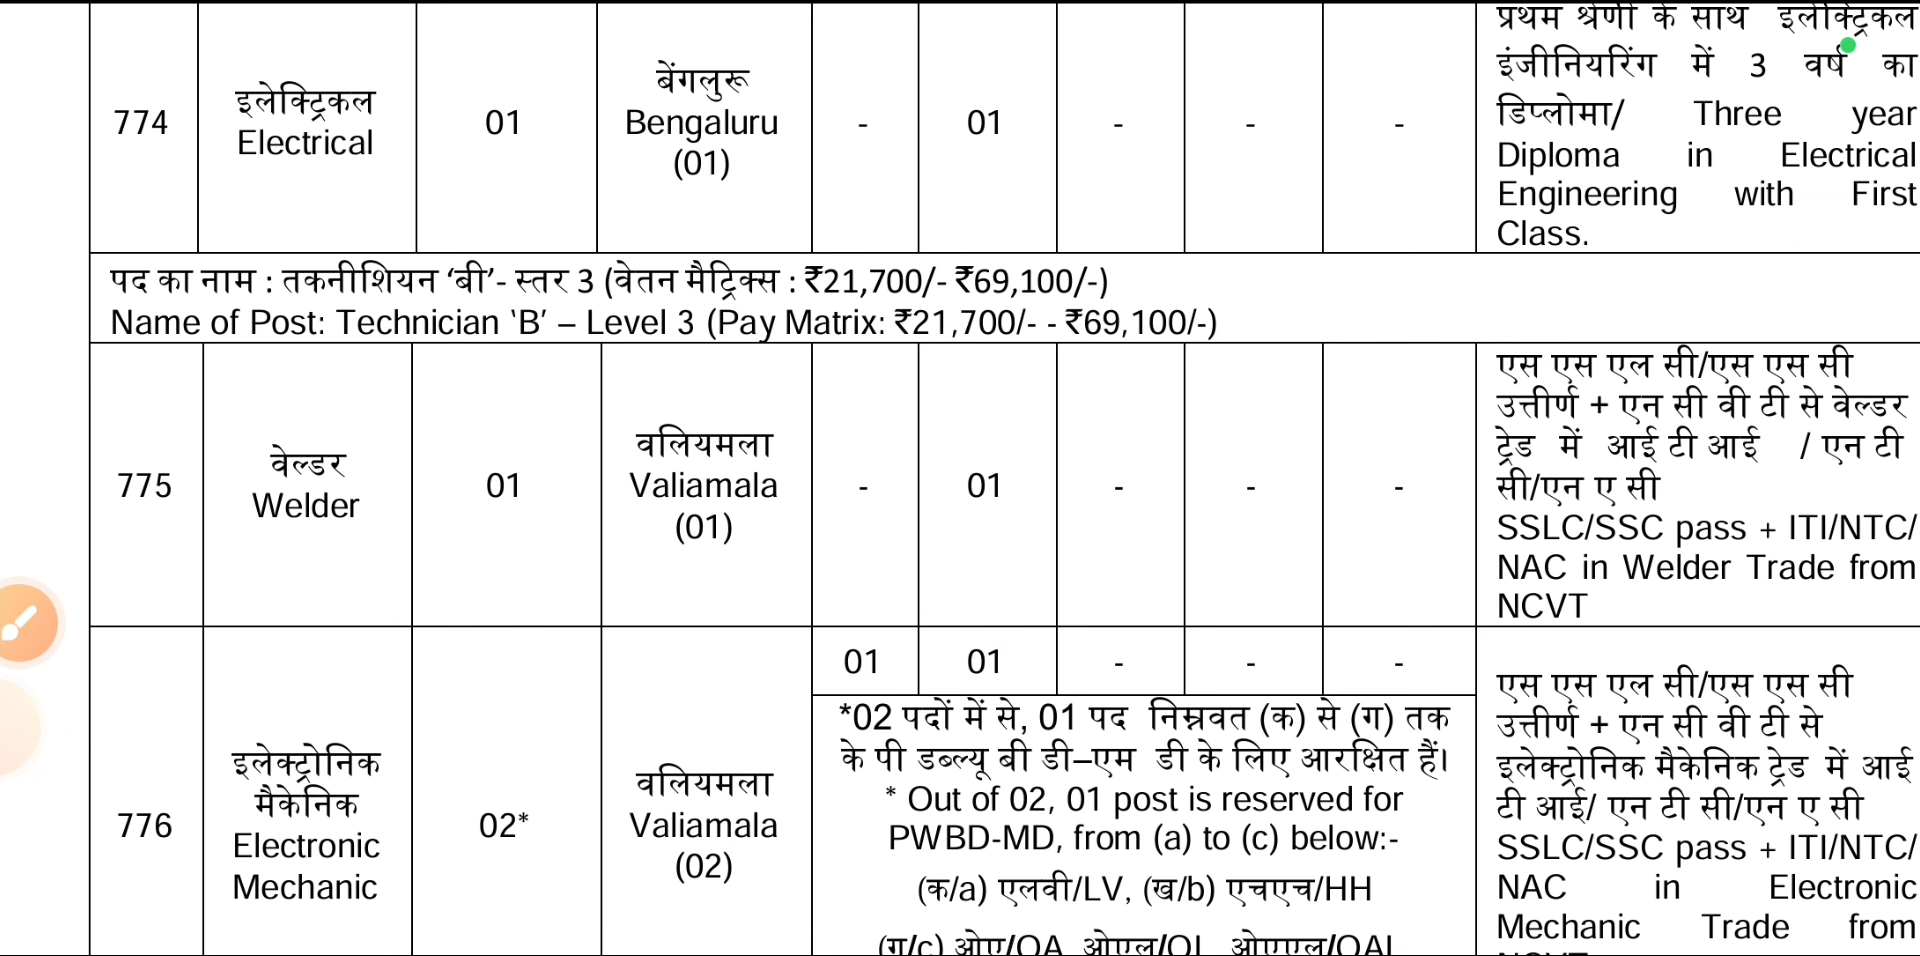 प्रथम श्रेणी के साथ इलेक्ट्रिकल
इंजीनियरिंग में 3 वर्ष का
डिप्लोमा/ Three year
Diploma in Electrical
Engineering with First
Class.
774
इलेक्ट्रिकल
Electrical
01
बेंगलुरू
Bengaluru
(01)
-
01
-
-
-
पद का नाम : तकनीशियन ‘बी’- स्तर 3 (वेतन मैट्रिक्स : ₹21,700/- ₹69,100/-)
Name of Post: Technician ‘B’ – Level 3 (Pay Matrix: ₹21,700/- - ₹69,100/-)
775
वेल्डर
Welder
01
वलियमला
Valiamala
(01)
-
01
-
-
-
एस एस एल सी/एस एस सी
उत्तीर्ण + एन सी वी टी से वेल्डर
ट्रेड में आई टी आई / एन टी
सी/एन ए सी
SSLC/SSC pass + ITI/NTC/
NAC in Welder Trade from
NCVT
776
इलेक्ट्रोनिक
मैकेनिक
Electronic
Mechanic
02*
वलियमला
Valiamala
(02)
01
01
-
-
-
*02 पदों में से, 01 पद निम्नवत (क) से (ग) तक
के पी डब्ल्यू बी डी–एम डी के लिए आरक्षित हैं।
* Out of 02, 01 post is reserved for
PWBD-MD, from (a) to (c) below:-
(क/a) एलवी/LV, (ख/b) एचएच/HH
(ग/c) ओए/OA, ओएल/OL, ओएएल/OAL
एस एस एल सी/एस एस सी
उत्तीर्ण + एन सी वी टी से
इलेक्ट्रोनिक मैकेनिक ट्रेड में आई
टी आई/ एन टी सी/एन ए सी
SSLC/SSC pass + ITI/NTC/
NAC in Electronic
Mechanic Trade from